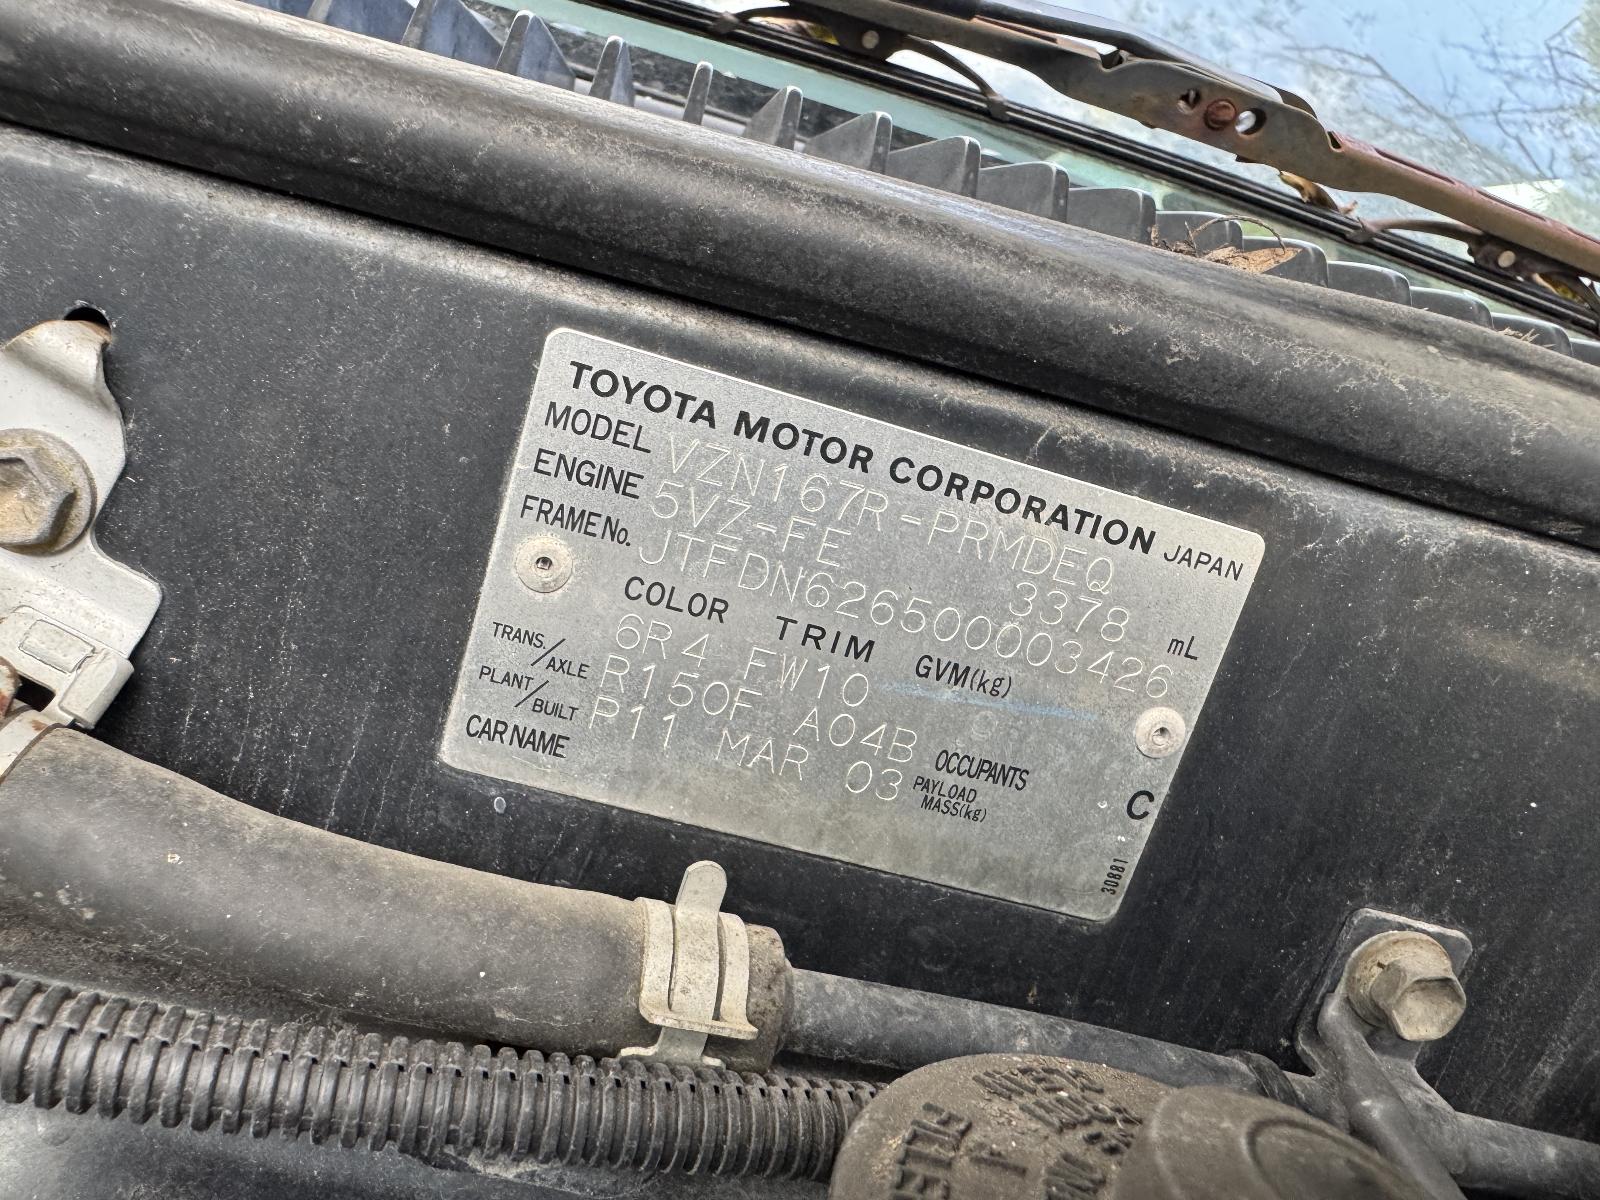 TOYOTA MOTOR CORPORATION JAPAN
MODEL VZN167R-PRMDEQ
ENGINE 5VZ-FE 3378 mL
FRAME No. JTFDN626500003426
COLOR TRIM GVM(kg)
6R4 FW10
TRANS./AXLE R150F A04B OCCUPANTS
PLANT/BUILT P11 MAR 03 PAYLOAD MASS(kg)
CAR NAME
C
30881